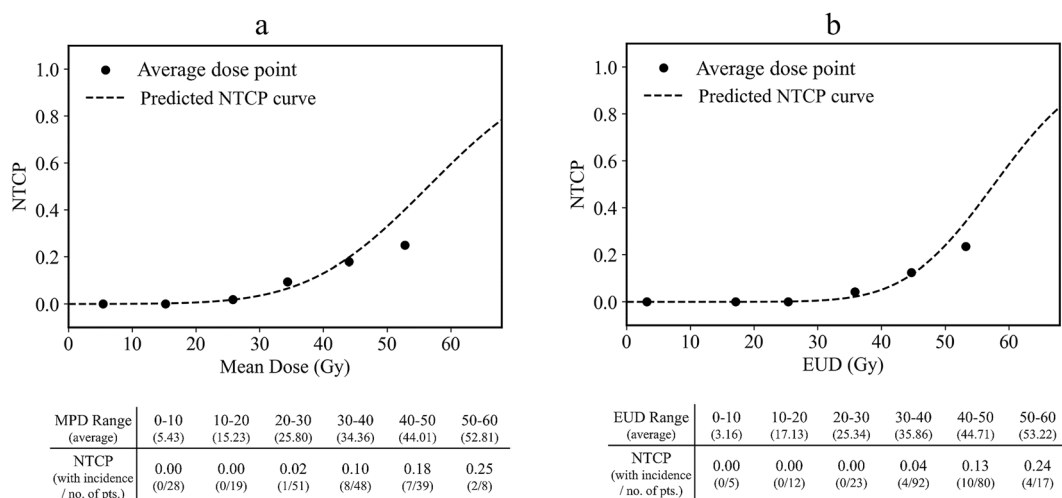 a
1.0
0.8
0.6
0.4
0.2
0.0
NTCP
Average dose point
Predicted NTCP curve
0 10 20 30 40 50 60
Mean Dose (Gy)
MPD Range 0-10 10-20 20-30 30-40 40-50 50-60
(average) (5.43) (15.23) (25.80) (34.36) (44.01) (52.81)
NTCP 0.00 0.00 0.02 0.10 0.18 0.25
(with incidence (0/28) (0/19) (1/51) (8/48) (7/39) (2/8)
/ no. of pts.)
b
1.0
0.8
0.6
0.4
0.2
0.0
NTCP
Average dose point
Predicted NTCP curve
0 10 20 30 40 50 60
EUD (Gy)
EUD Range 0-10 10-20 20-30 30-40 40-50 50-60
(average) (3.16) (17.13) (25.34) (35.86) (44.71) (53.22)
NTCP 0.00 0.00 0.00 0.04 0.13 0.24
(with incidence (0/5) (0/12) (0/23) (4/92) (10/80) (4/17)
/ no. of pts.)